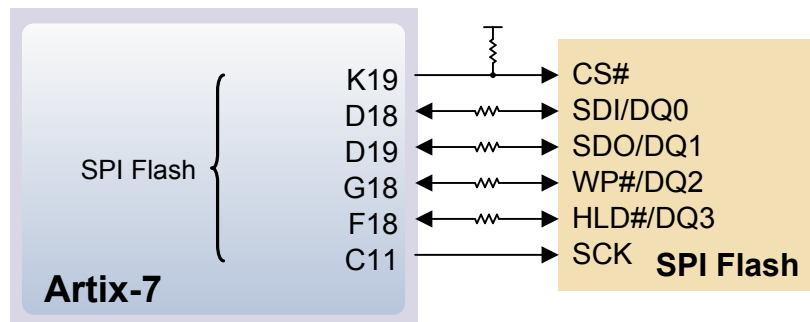 K19 CS#
D18 SDI/DQ0
D19 SDO/DQ1
SPI Flash G18 WP#/DQ2
F18 HLD#/DQ3
C11 SCK
Artix-7 SPI Flash